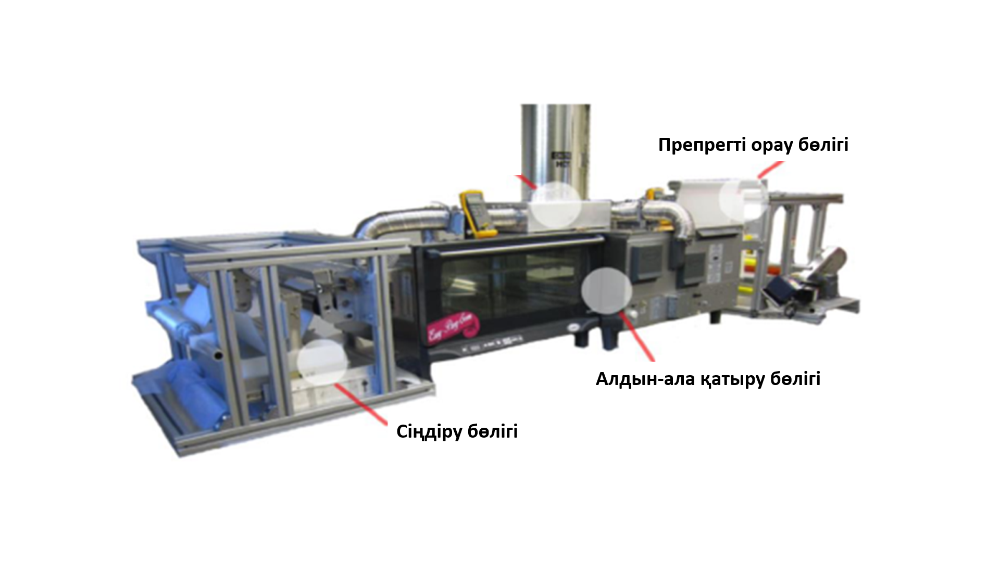 Препрегті орау бөлігі
Алдын-ала қатыру бөлігі
Сіңдіру бөлігі